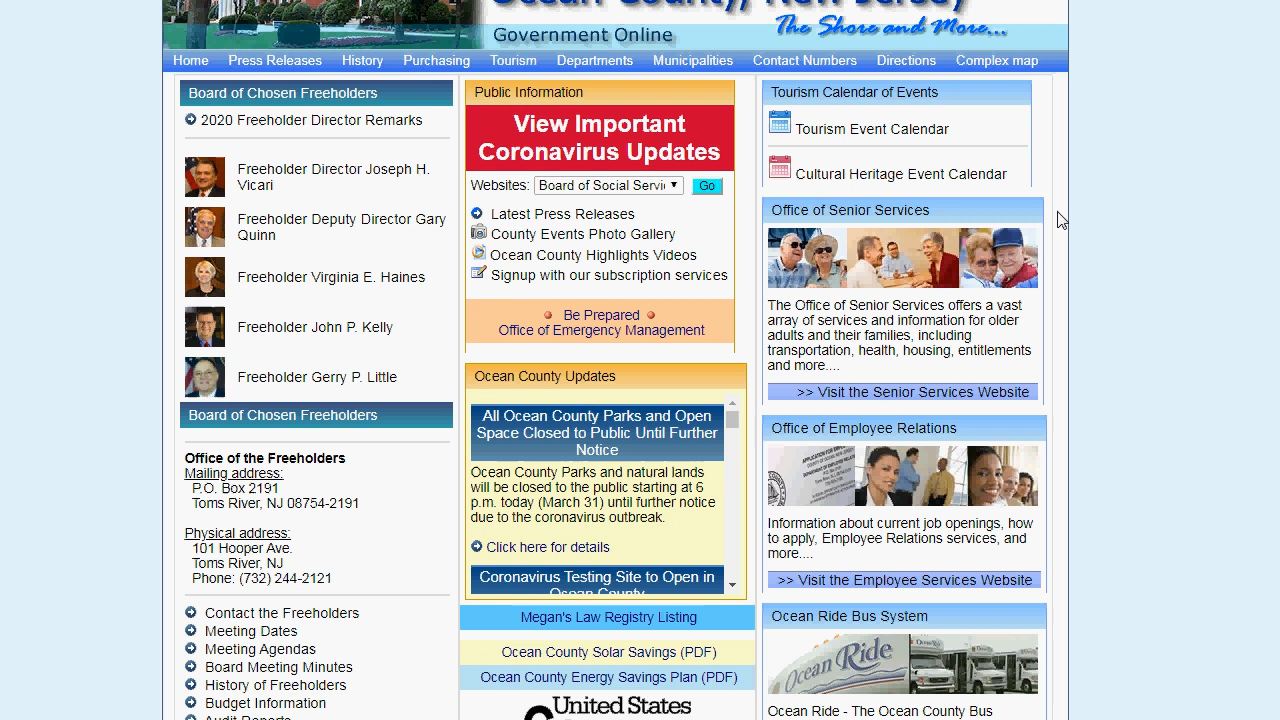 Ocean County, New Jersey
The Shore and More...
Government Online
Home Press Releases History Purchasing Tourism Departments Municipalities Contact Numbers Directions Complex map
Board of Chosen Freeholders
2020 Freeholder Director Remarks
Freeholder Director Joseph H.
Vicari
Freeholder Deputy Director Gary
Quinn
Freeholder Virginia E. Haines
Freeholder John P. Kelly
Freeholder Gerry P. Little
Board of Chosen Freeholders
Office of the Freeholders
Mailing address:
P.O. Box 2191
Toms River, NJ 08754-2191
Physical address:
101 Hooper Ave.
Toms River, NJ
Phone: (732) 244-2121
Contact the Freeholders
Meeting Dates
Meeting Agendas
Board Meeting Minutes
History of Freeholders
Budget Information
Audit Reports
Public Information
View Important
Coronavirus Updates
Websites: Board of Social Servic Go
Latest Press Releases
County Events Photo Gallery
Ocean County Highlights Videos
Signup with our subscription services
Be Prepared
Office of Emergency Management
Ocean County Updates
All Ocean County Parks and Open
Space Closed to Public Until Further
Notice
Ocean County Parks and natural lands
will be closed to the public starting at 6
p.m. today (March 31) until further notice
due to the coronavirus outbreak.
Click here for details
Coronavirus Testing Site to Open in
Ocean County
Megan's Law Registry Listing
Ocean County Solar Savings (PDF)
Ocean County Energy Savings Plan (PDF)
United States
Tourism Calendar of Events
Tourism Event Calendar
Cultural Heritage Event Calendar
Office of Senior Services
The Office of Senior Services offers a vast
array of services and information for older
adults and their families, including
transportation, health, housing, entitlements
and more....
>> Visit the Senior Services Website
Office of Employee Relations
Information about current job openings, how
to apply, Employee Relations services, and
more....
>> Visit the Employee Services Website
Ocean Ride Bus System
Ocean Ride
Ocean Ride - The Ocean County Bus